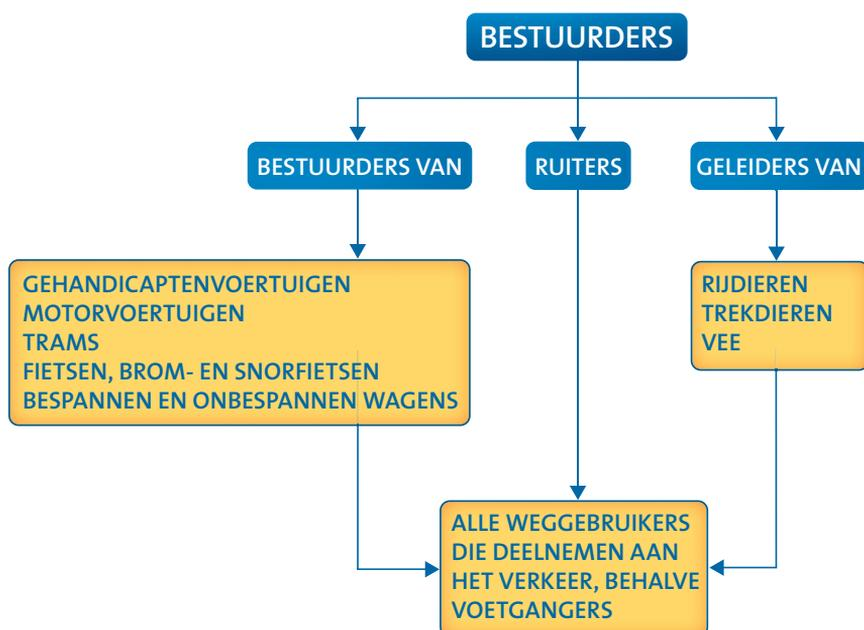 BESTUURDERS
BESTUURDERS VAN
RUITERS
GELEIDERS VAN
GEHANDICAPTENVOERTUIGEN
MOTORVOERTUIGEN
TRAMS
FIETSEN, BROM- EN SNORFIETSEN
BESPANNEN EN ONBESPANNEN WAGENS
RIJDIEREN
TREKDIEREN
VEE
ALLE WEGGEBRUIKERS
DIE DEELNEMEN AAN
HET VERKEER, BEHALVE
VOETGANGERS